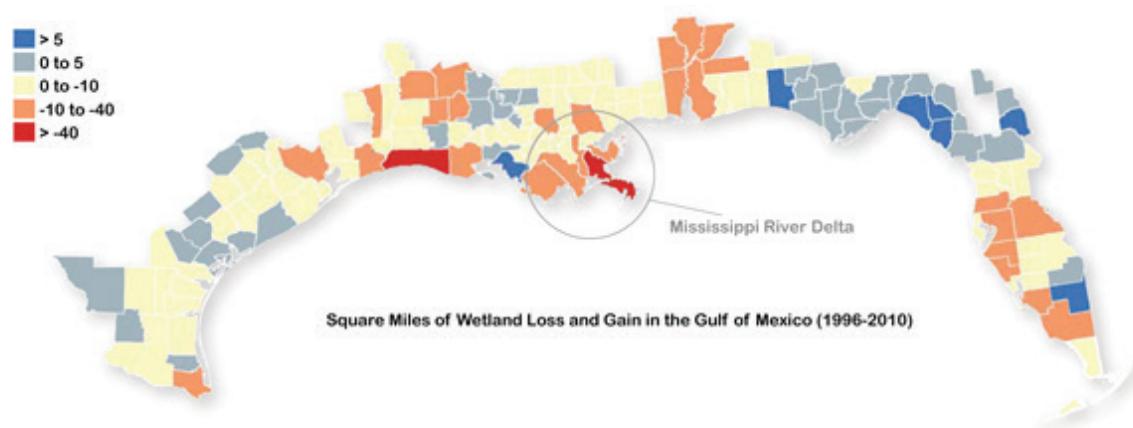 > 5
0 to 5
0 to -10
-10 to -40
> -40
Mississippi River Delta
Square Miles of Wetland Loss and Gain in the Gulf of Mexico (1996-2010)